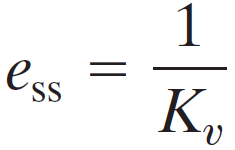 e_ss = 1/K_v